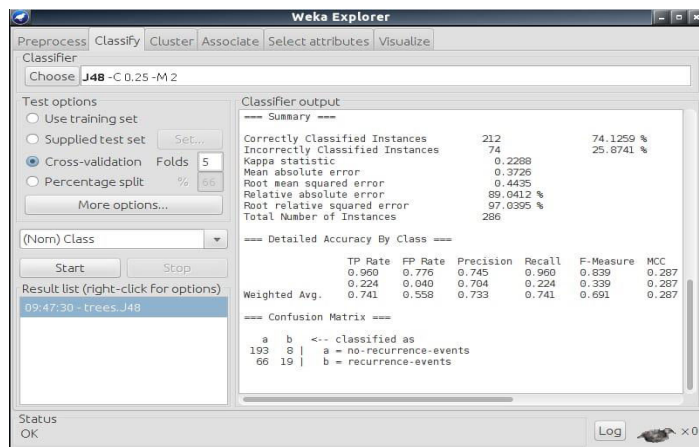 Weka Explorer
Preprocess Classify Cluster Associate Select attributes Visualize
Classifier
Choose J48 -C 0.25 -M 2
Test options
Use training set
Supplied test set Set...
Cross-validation Folds 5
Percentage split % 66
More options...
(Nom) Class
Start Stop
Result list (right-click for options)
09:47:30 - trees.J48
Classifier output
=== Summary ===
Correctly Classified Instances 212 74.1259 %
Incorrectly Classified Instances 74 25.8741 %
Kappa statistic 0.2288
Mean absolute error 0.3726
Root mean squared error 0.4435
Relative absolute error 89.0412 %
Root relative squared error 97.0395 %
Total Number of Instances 286
=== Detailed Accuracy By Class ===
TP Rate FP Rate Precision Recall F-Measure MCC
0.960 0.776 0.745 0.960 0.839 0.287
0.224 0.040 0.704 0.224 0.339 0.287
Weighted Avg. 0.741 0.558 0.733 0.741 0.691 0.287
=== Confusion Matrix ===
a b <-- classified as
193 8 | a = no-recurrence-events
66 19 | b = recurrence-events
Status
OK
Log x 0